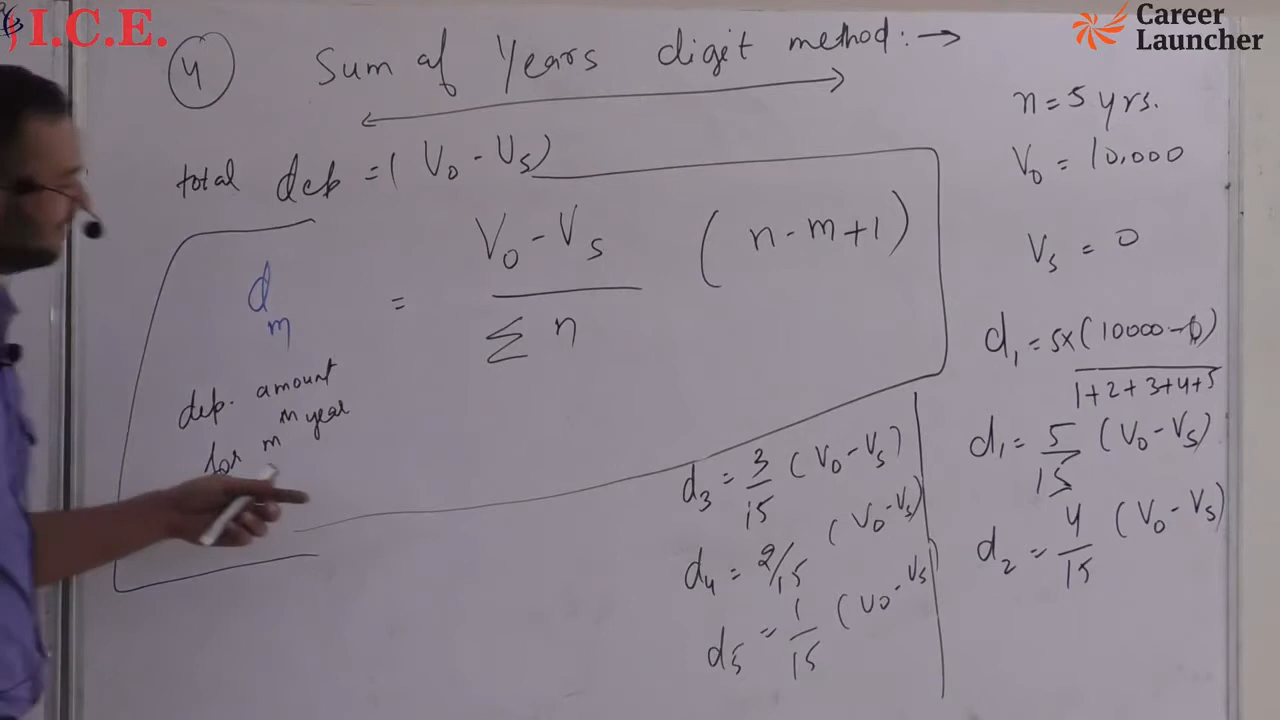 I.C.E.
Career
Launcher
4 Sum of Years digit method :→
total dep = ( V₀ - Vₛ )
dₘ = V₀ - Vₛ / Σ n ( n - m + 1 )
dep. amount
for m year
m
n = 5 yrs.
V₀ = 10,000
Vₛ = 0
d₁ = 5x ( 10000 - 0 ) / 1+2+3+4+5
d₁ = 5/15 ( V₀ - Vₛ )
d₂ = 4/15 ( V₀ - Vₛ )
d₃ = 3/15 ( V₀ - Vₛ )
d₄ = 2/15 ( V₀ - Vₛ )
d₅ = 1/15 ( V₀ - Vₛ )